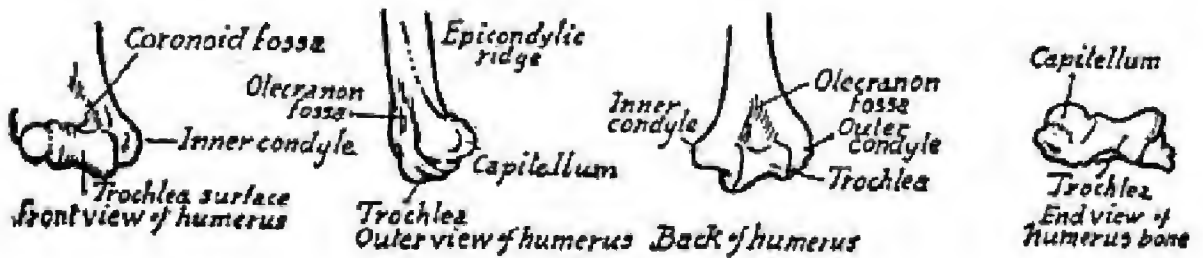 Coronoid fossa
Inner condyle
Trochlea surface
front view of humerus
Epicondylic
ridge
Olecranon
fossa
Capitellum
Trochlea
Outer view of humerus
Inner
condyle
Olecranon
fossa
Outer
condyle
Trochlea
Back of humerus
Capitellum
Trochlea
End view of
humerus bone